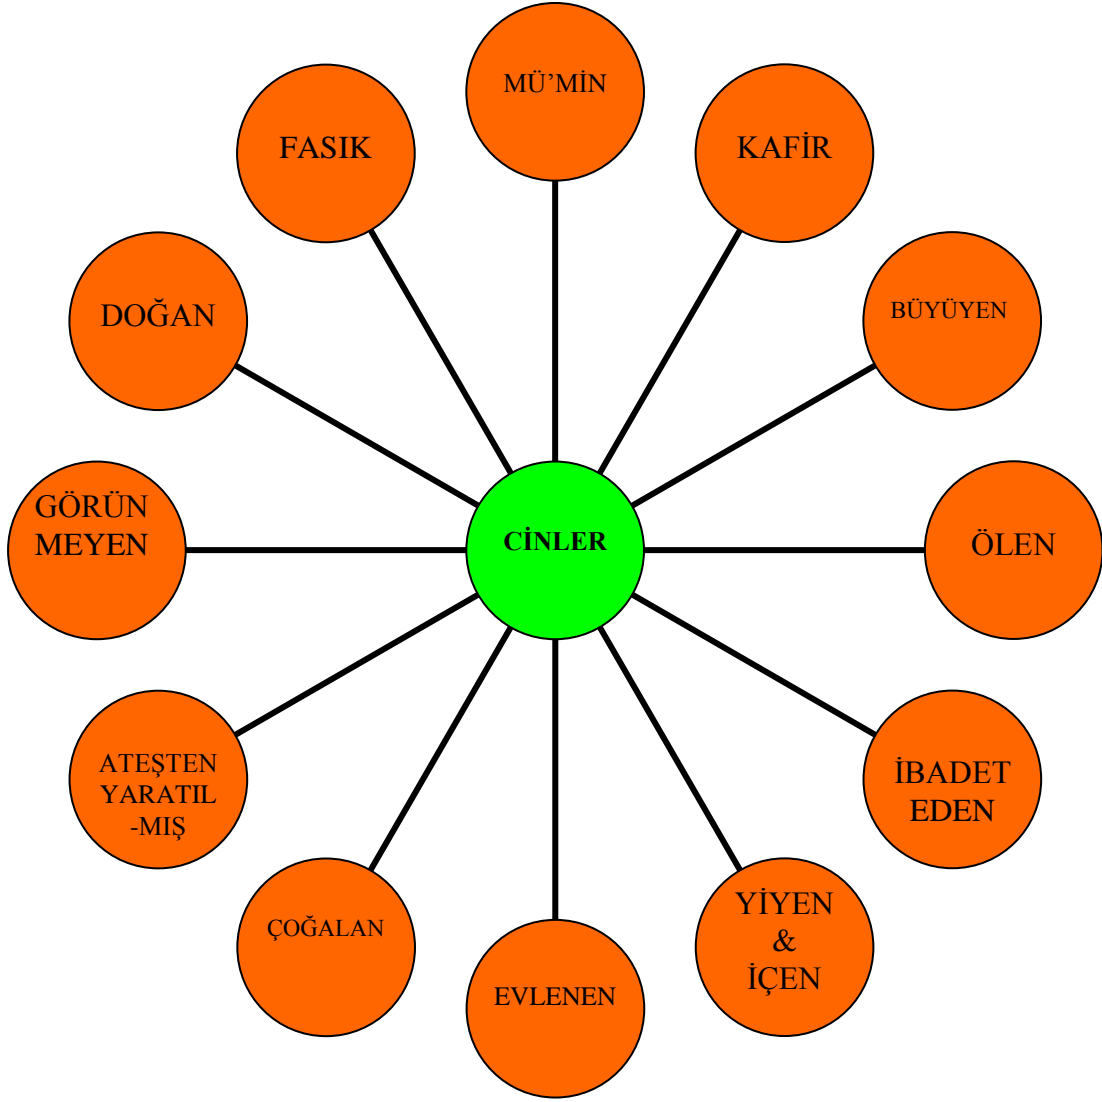 MÜ’MİN
KAFİR
BÜYÜYEN
ÖLEN
İBADET
EDEN
YİYEN
&
İÇEN
EVLENEN
ÇOĞALAN
ATEŞTEN
YARATIL
-MIŞ
GÖRÜN
MEYEN
DOĞAN
FASIK
CİNLER